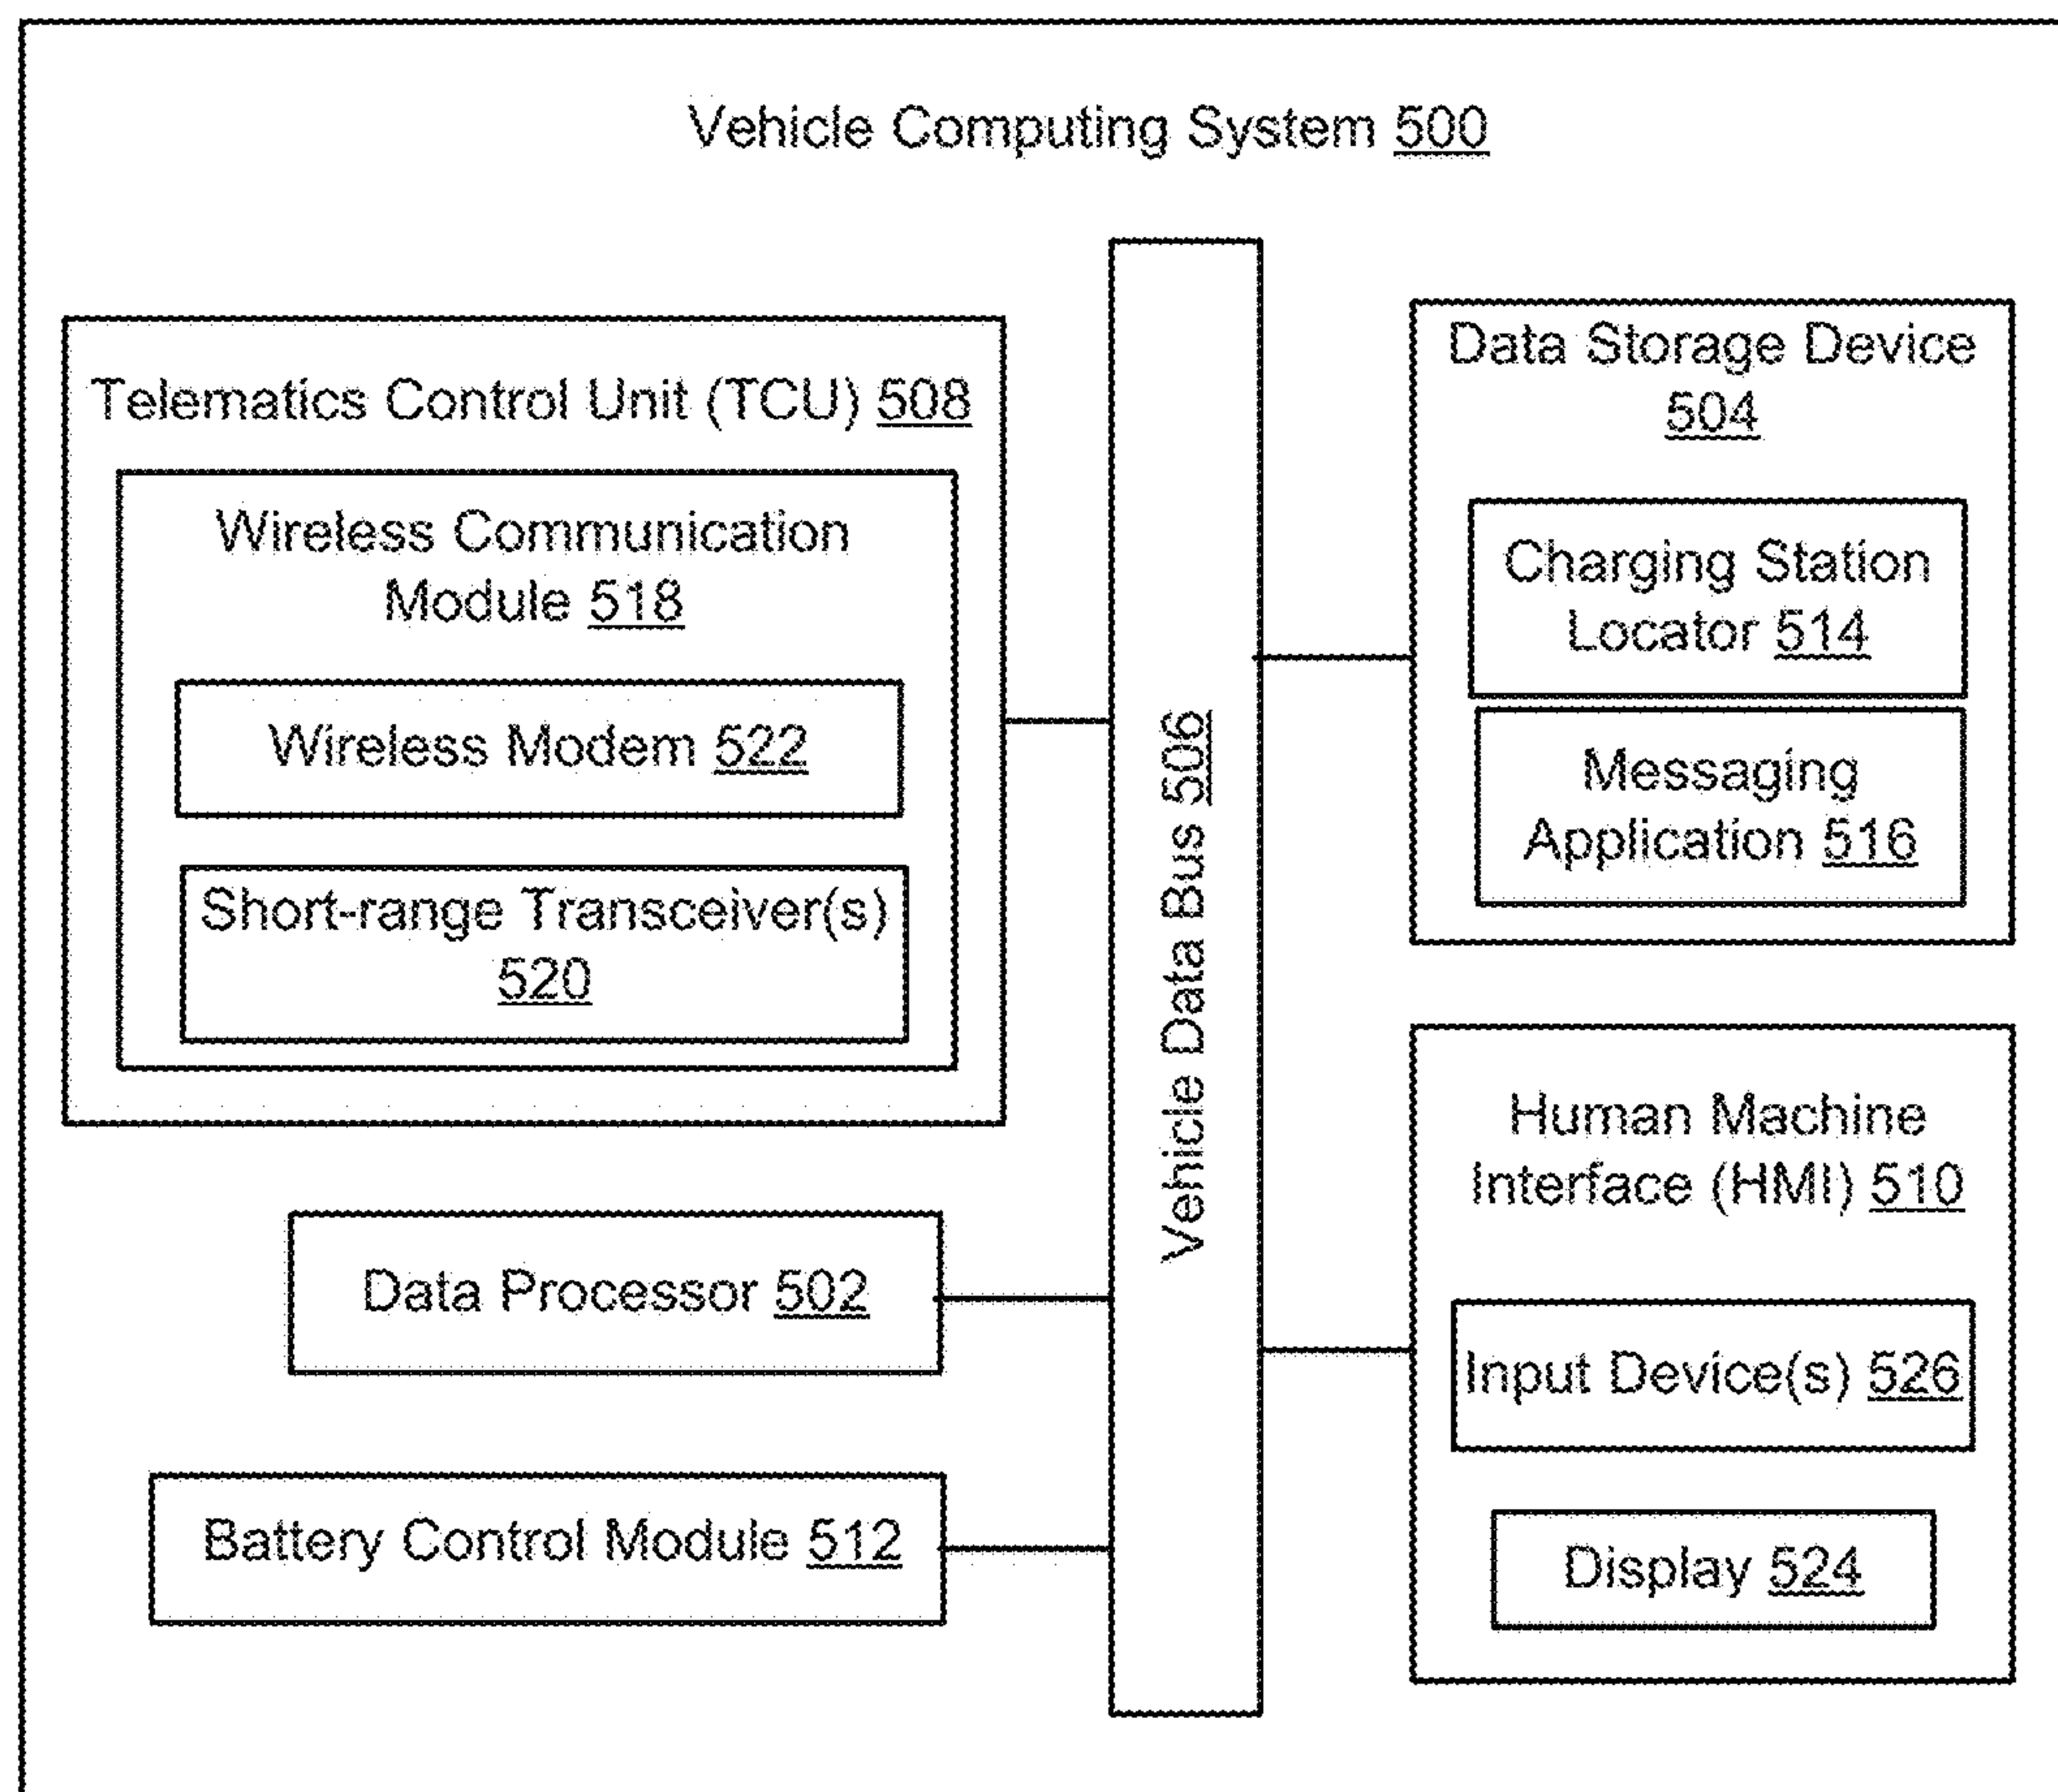 Vehicle Computing System 500
Telematics Control Unit (TCU) 508
Wireless Communication
Module 518
Wireless Modem 522
Short-range Transceiver(s)
520
Data Processor 502
Battery Control Module 512
Vehicle Data Bus 506
Data Storage Device
504
Charging Station
Locator 514
Messaging
Application 516
Human Machine
Interface (HMI) 510
Input Device(s) 526
Display 524